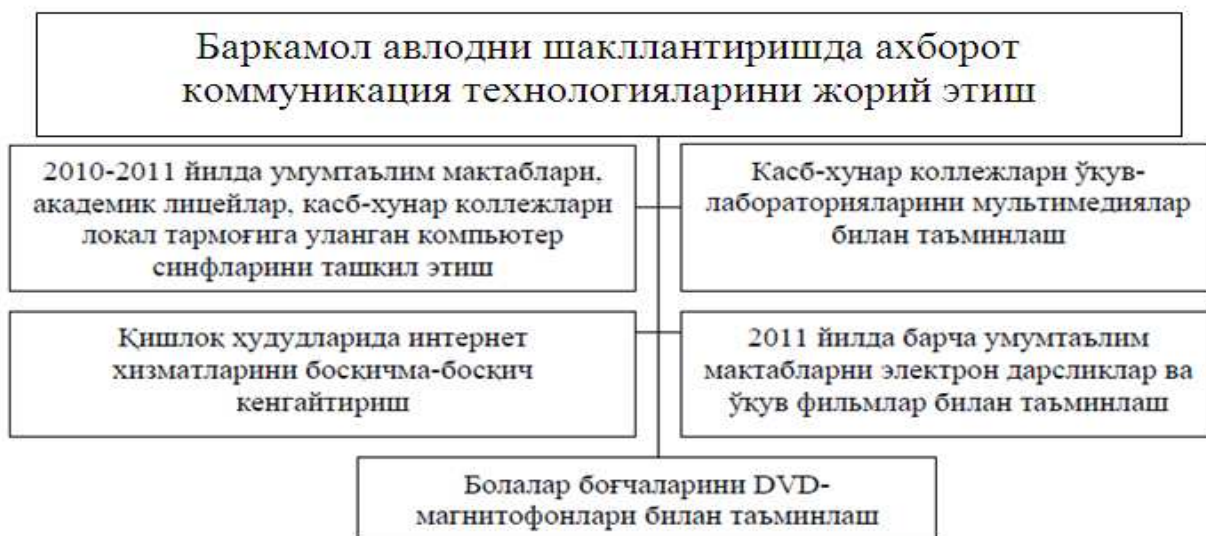 Баркамол авлодни шакллантиришда ахборот
коммуникация технологияларини жорий этиш
2010-2011 йилда умумтаълим мактаблари,
академик лицейлар, касб-хунар коллежлари
локал тармоғига уланган компьютер
синфларини ташкил этиш
Касб-хунар коллежлари ўқув-
лабораторияларини мультимедиялар
билан таъминлаш
Қишлоқ ҳудудларида интернет
хизматларини босқичма-босқич
кенгайтириш
2011 йилда барча умумтаълим
мактабларни электрон дарсликлар ва
ўқув фильмлар билан таъминлаш
Болалар боғчаларини DVD-
магнитофонлари билан таъминлаш